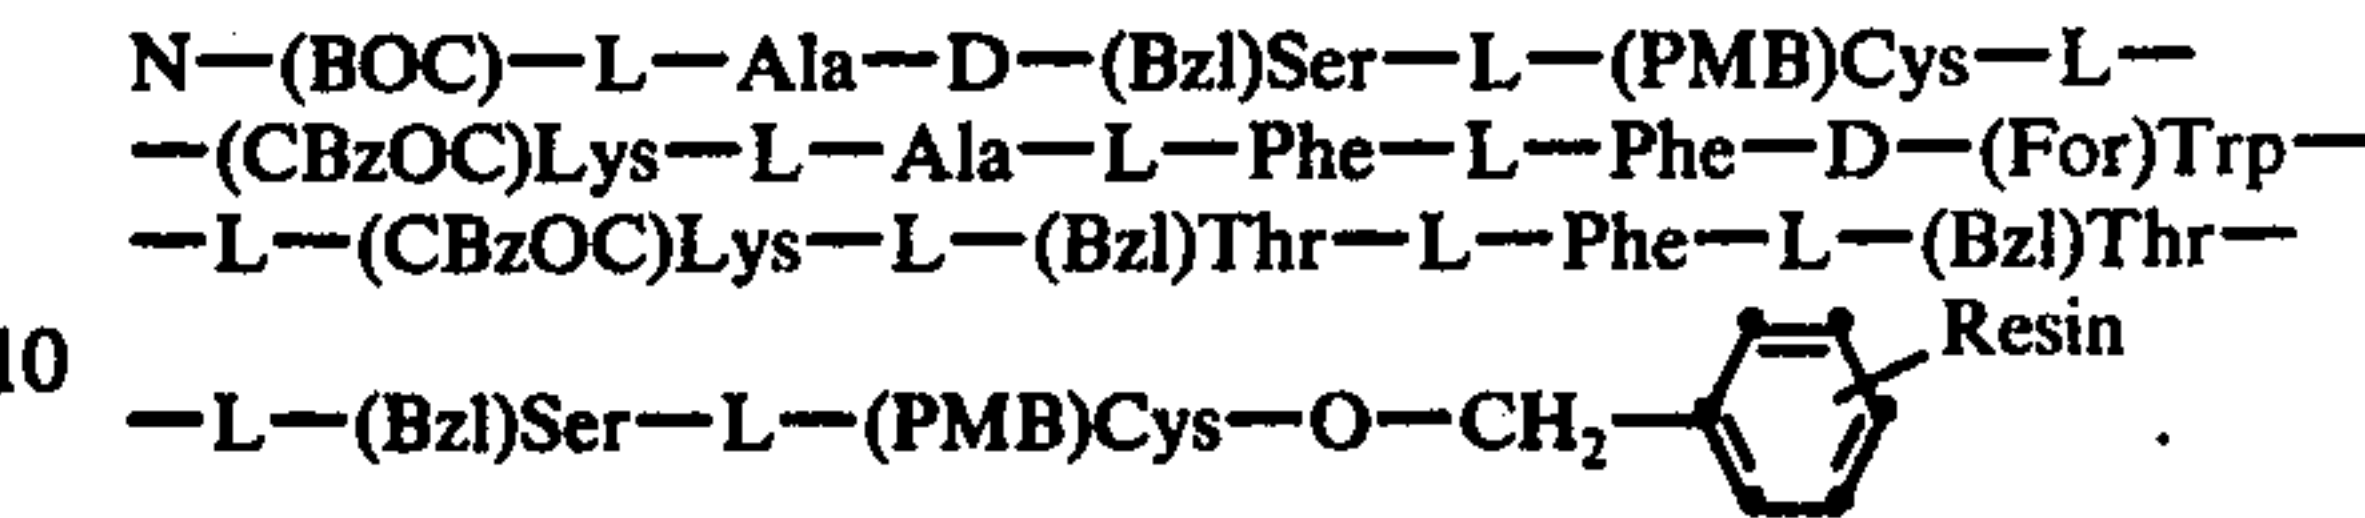 N—(BOC)—L—Ala—D—(Bzl)Ser—L—(PMB)Cys—L—
—(CBzOC)Lys—L—Ala—L—Phe—L—Phe—D—(For)Trp—
—L—(CBzOC)Lys—L—(Bzl)Thr—L—Phe—L—(Bzl)Thr—
Resin
10
—L—(Bzl)Ser—L—(PMB)Cys—O—CH₂—